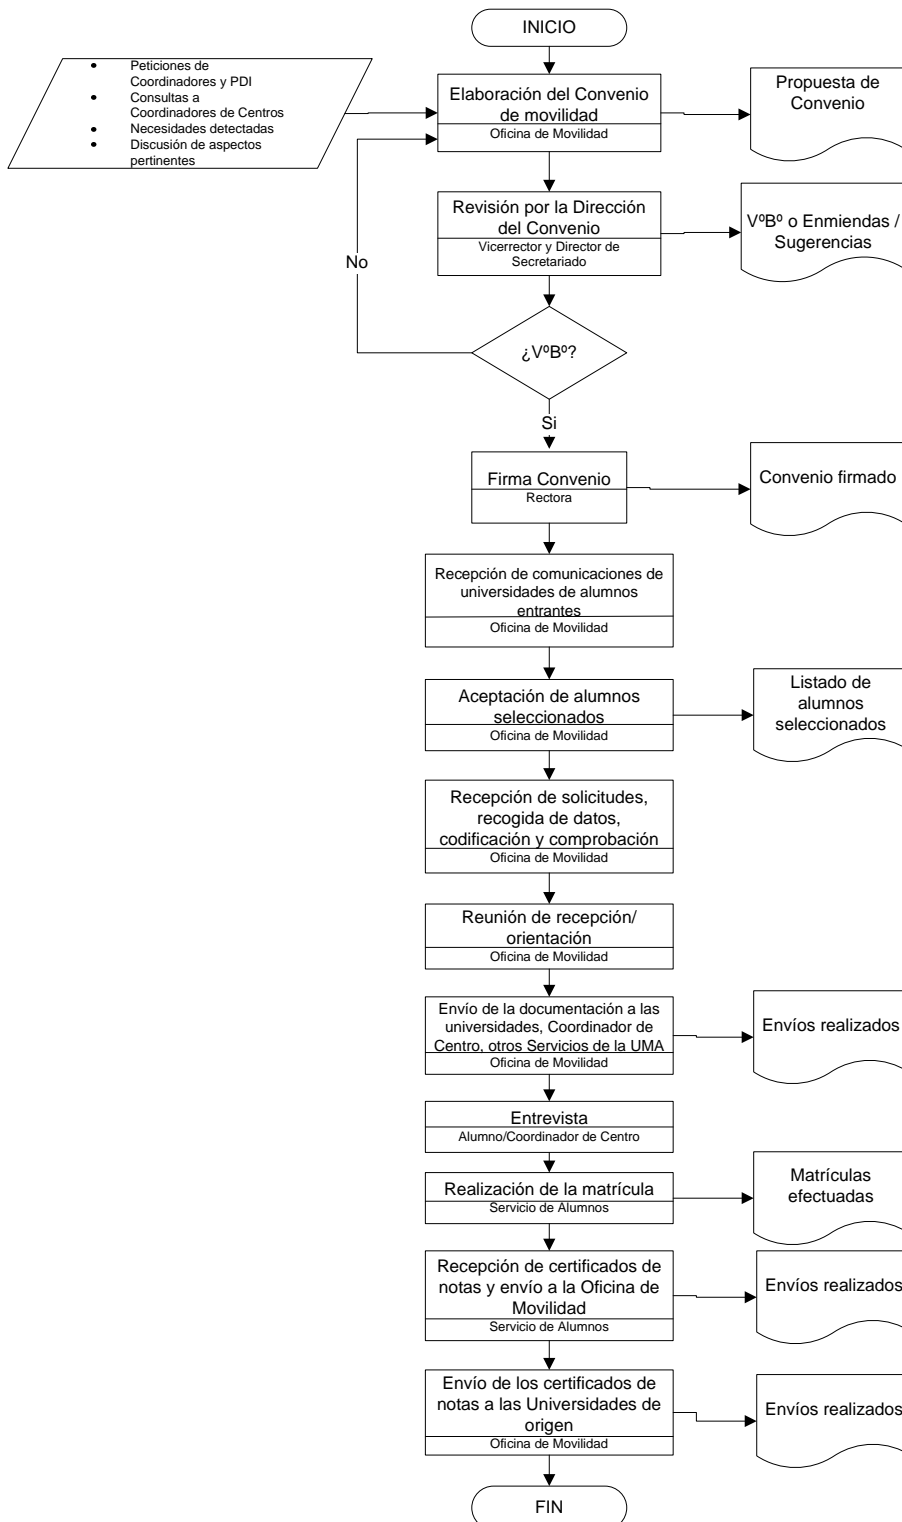 INICIO
• Peticiones de
Coordinadores y PDI
• Consultas a
Coordinadores de Centros
• Necesidades detectadas
• Discusión de aspectos
pertinentes
Elaboración del Convenio
de movilidad
Oficina de Movilidad
Propuesta de
Convenio
Revisión por la Dirección
del Convenio
Vicerrector y Director de
Secretariado
VºBº o Enmiendas /
Sugerencias
No
¿VºBº?
Si
Firma Convenio
Rectora
Convenio firmado
Recepción de comunicaciones de
universidades de alumnos
entrantes
Oficina de Movilidad
Aceptación de alumnos
seleccionados
Oficina de Movilidad
Listado de
alumnos
seleccionados
Recepción de solicitudes,
recogida de datos,
codificación y comprobación
Oficina de Movilidad
Reunión de recepción/
orientación
Oficina de Movilidad
Envío de la documentación a las
universidades, Coordinador de
Centro, otros Servicios de la UMA
Oficina de Movilidad
Envíos realizados
Entrevista
Alumno/Coordinador de Centro
Realización de la matrícula
Servicio de Alumnos
Matrículas
efectuadas
Recepción de certificados de
notas y envío a la Oficina de
Movilidad
Servicio de Alumnos
Envíos realizados
Envío de los certificados de
notas a las Universidades de
origen
Oficina de Movilidad
Envíos realizados
FIN